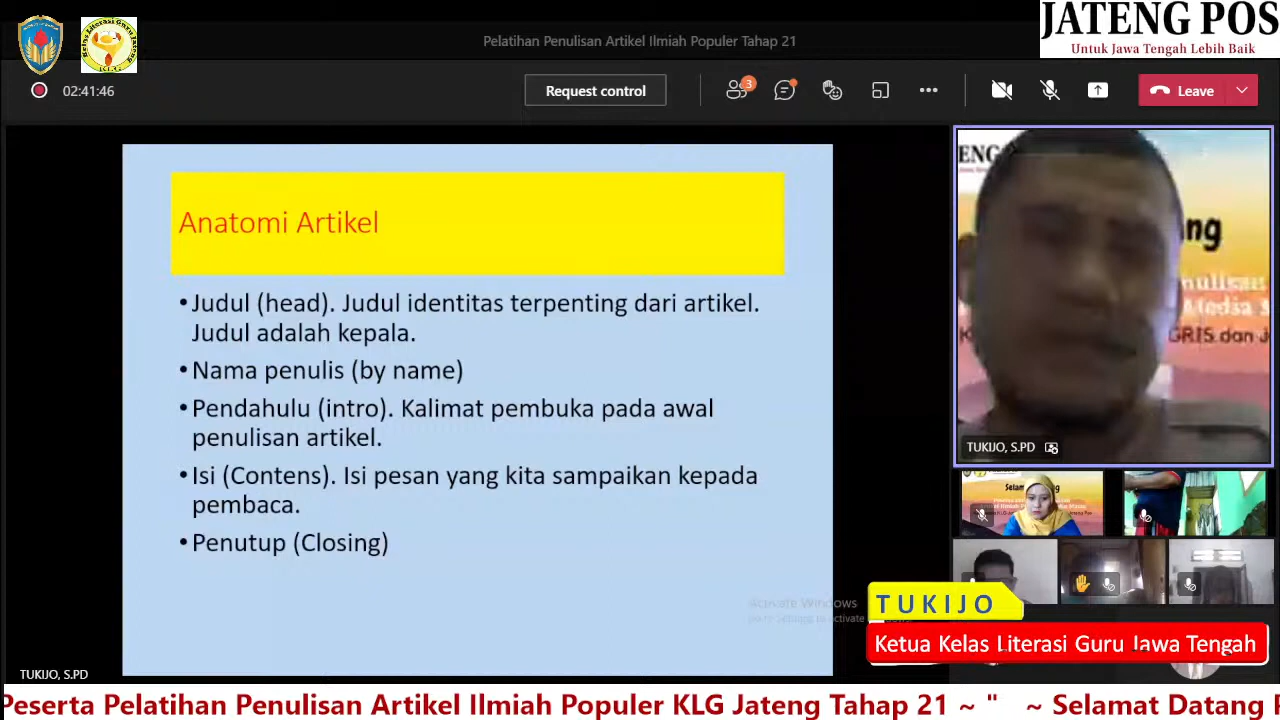 JATENG POS
Untuk Jawa Tengah Lebih Baik
Pelatihan Penulisan Artikel Ilmiah Populer Tahap 21
02:41:46
Request control
3
Leave
Anatomi Artikel
•Judul (head). Judul identitas terpenting dari artikel.
Judul adalah kepala.
•Nama penulis (by name)
•Pendahulu (intro). Kalimat pembuka pada awal
penulisan artikel.
•Isi (Contens). Isi pesan yang kita sampaikan kepada
pembaca.
•Penutup (Closing)
TUKIJO, S.PD
Activate Windows
TUKIJO
Ketua Kelas Literasi Guru Jawa Tengah
TUKIJO, S.PD
Peserta Pelatihan Penulisan Artikel Ilmiah Populer KLG Jateng Tahap 21 ~ " ~ Selamat Datang